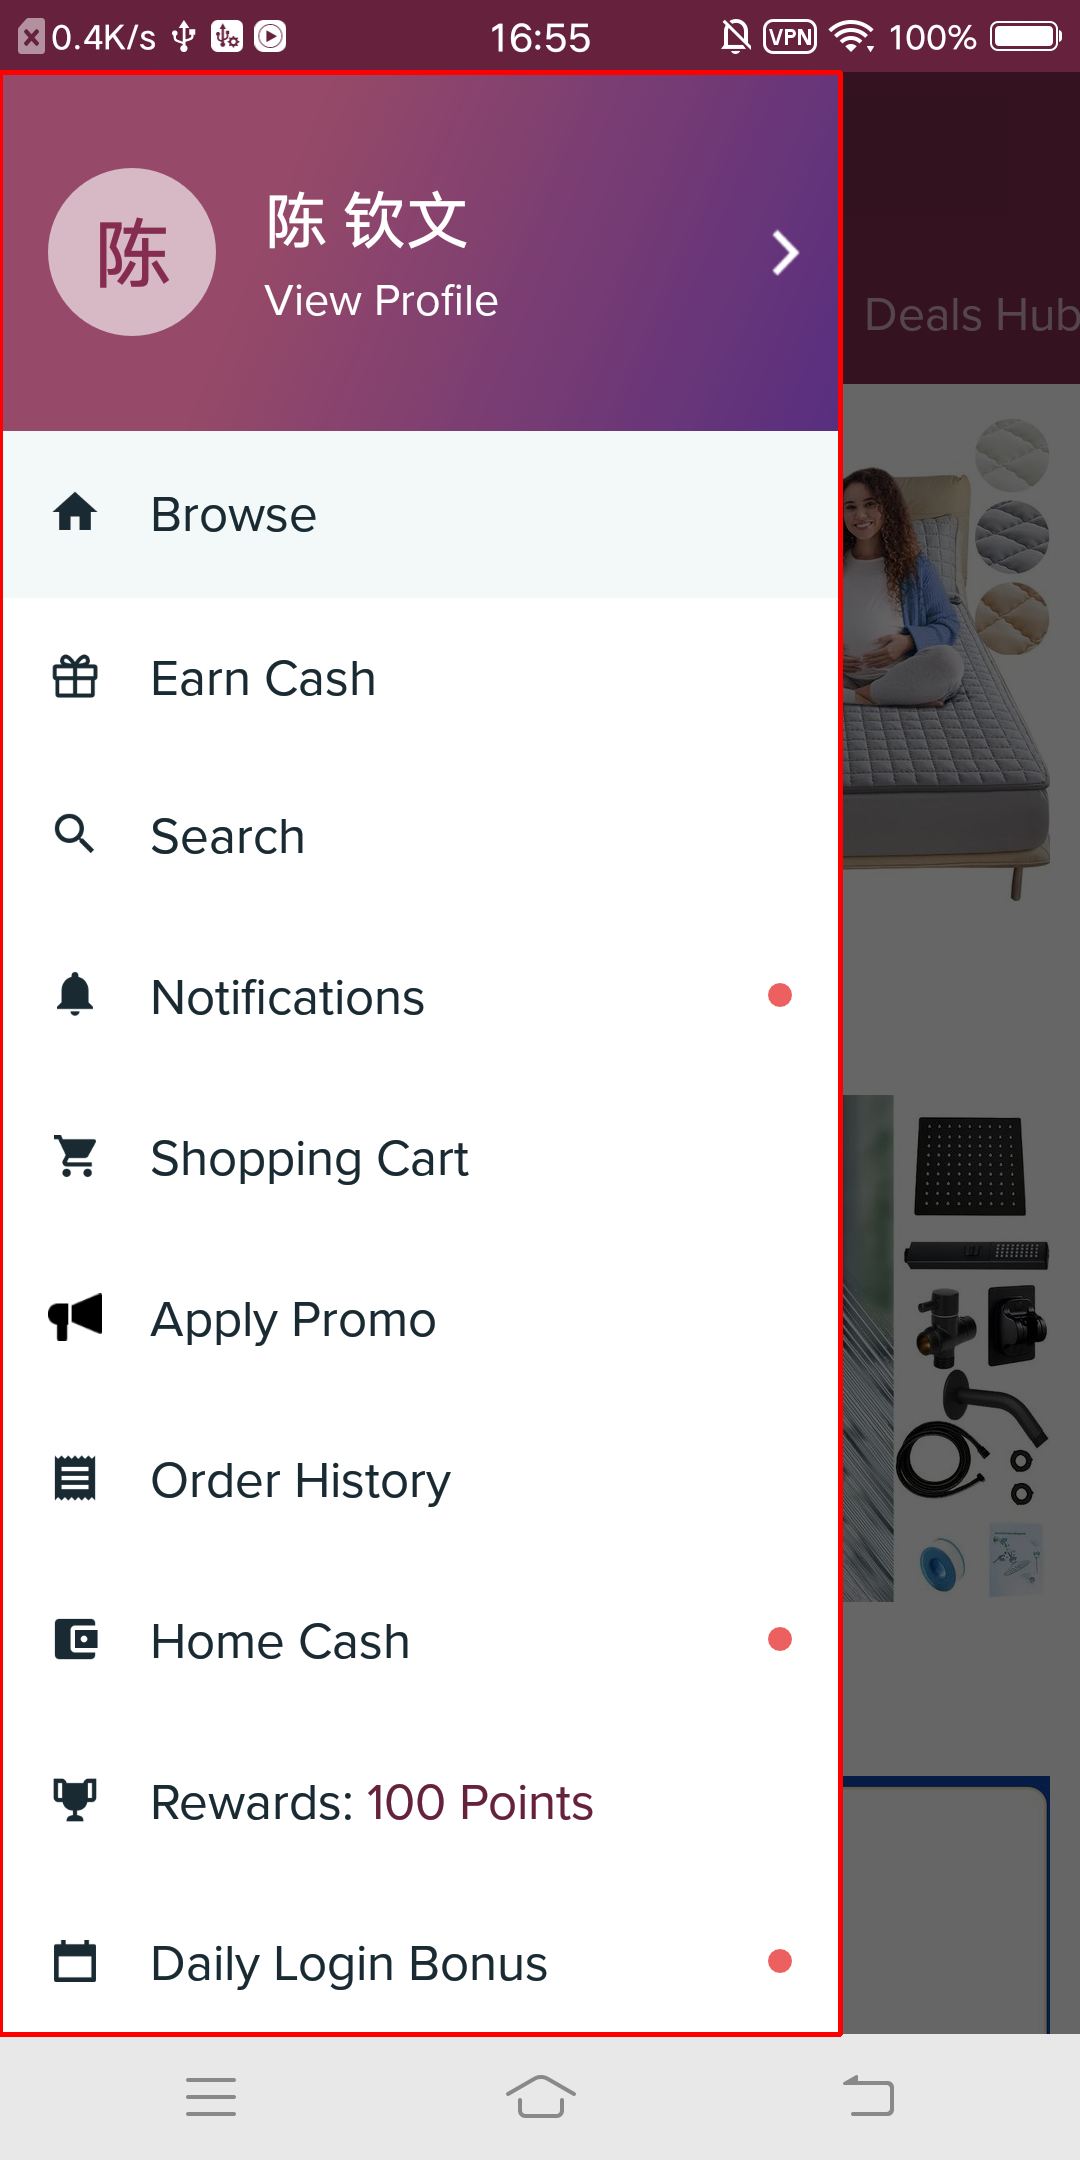 0.4K/s
16:55
VPN
100%
陈
陈 钦文
View Profile
Deals Hub
Browse
Earn Cash
Search
Notifications
Shopping Cart
Apply Promo
Order History
Home Cash
Rewards: 100 Points
Daily Login Bonus